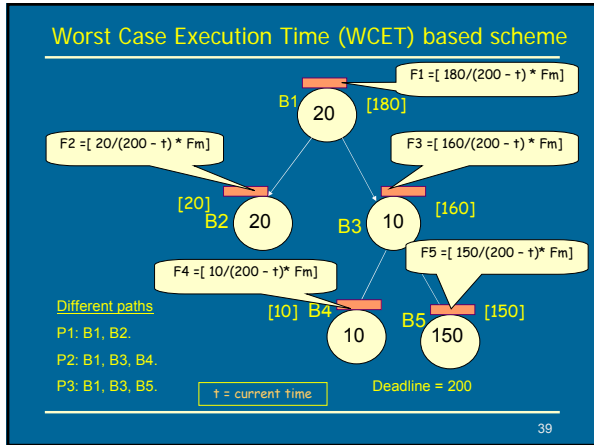 Worst Case Execution Time (WCET) based scheme
F1 =[ 180/(200 – t) * Fm]
B1
20
[180]
F2 =[ 20/(200 – t) * Fm]
F3 =[ 160/(200 – t) * Fm]
[20]
B2
20
B3
10
[160]
F4 =[ 10/(200 – t)* Fm]
F5 =[ 150/(200 – t)* Fm]
[10]
B4
10
B5
150
[150]
Different paths
P1: B1, B2.
P2: B1, B3, B4.
P3: B1, B3, B5.
t = current time
Deadline = 200
39